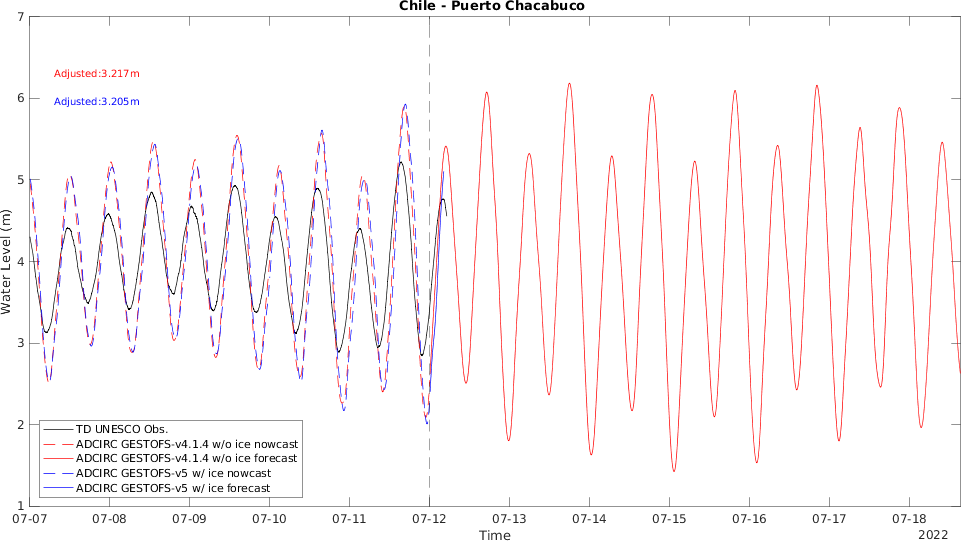 Chile - Puerto Chacabuco
7
6
5
4
3
2
1
Water Level (m)
Adjusted:3.217m
Adjusted:3.205m
TD UNESCO Obs.
ADCIRC GESTOFS-v4.1.4 w/o ice nowcast
ADCIRC GESTOFS-v4.1.4 w/o ice forecast
ADCIRC GESTOFS-v5 w/ ice nowcast
ADCIRC GESTOFS-v5 w/ ice forecast
07-07 07-08 07-09 07-10 07-11 07-12 07-13 07-14 07-15 07-16 07-17 07-18
Time
2022